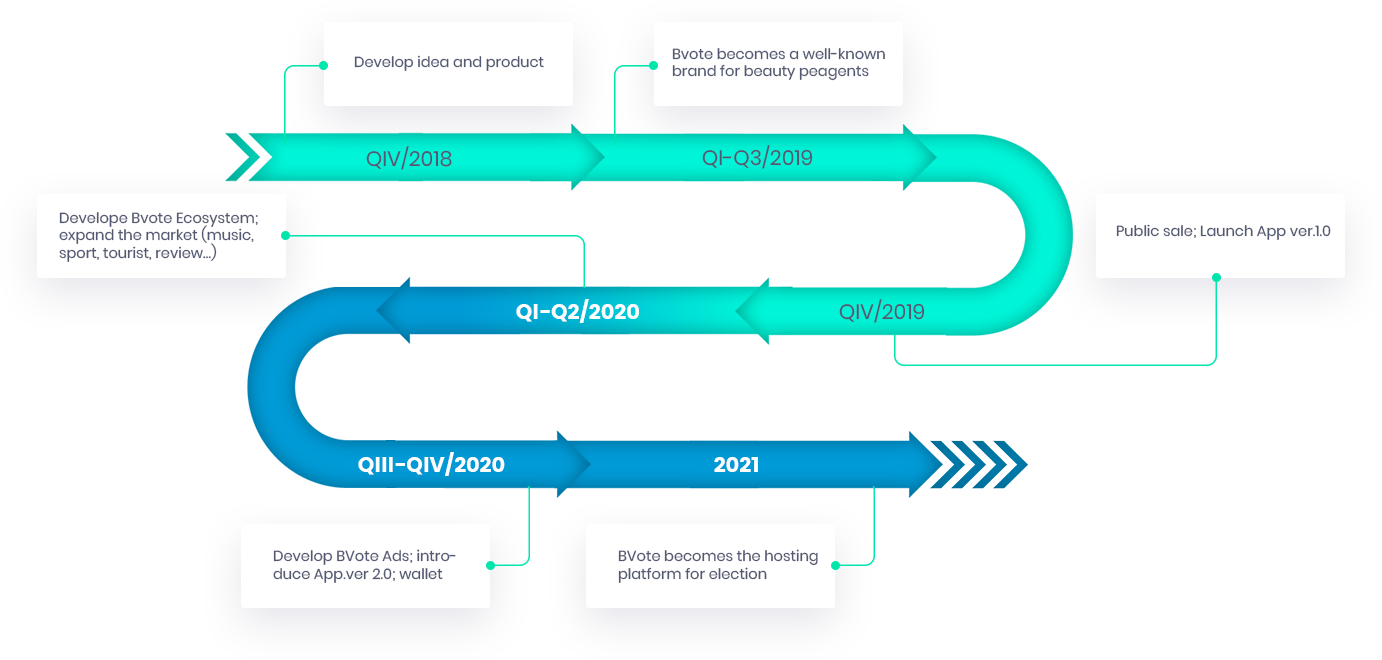 Develop idea and product
Bvote becomes a well-known
brand for beauty peagents
QIV/2018
QI-Q3/2019
Develope Bvote Ecosystem;
expand the market (music,
sport, tourist, review...)
Public sale; Launch App ver.1.0
QI-Q2/2020
QIV/2019
QIII-QIV/2020
2021
Develop BVote Ads; intro-
duce App.ver 2.0; wallet
BVote becomes the hosting
platform for election